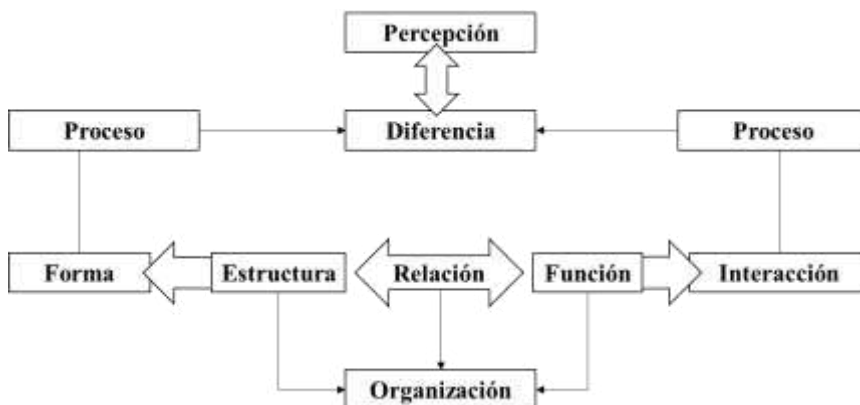 Percepción
Proceso
Diferencia
Proceso
Forma
Estructura
Relación
Función
Interacción
Organización